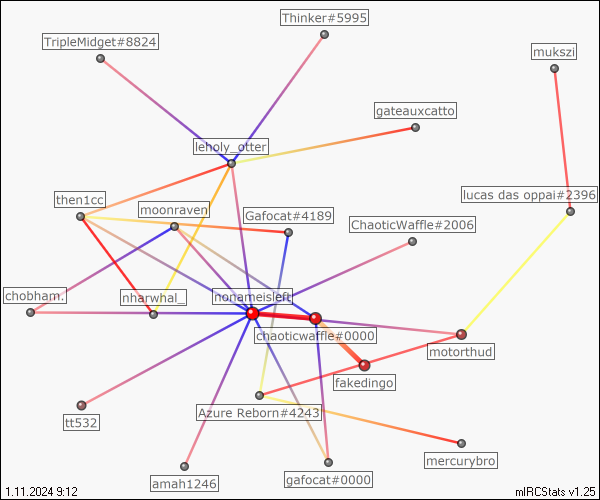 Thinker#5995
TripleMidget#8824
mukszi
gateauxcatto
leholy_otter
lucas das oppai#2396
then1cc
moonraven
Gafocat#4189
ChaoticWaffle#2006
chobham.
nharwhal_
nonameisleft
chaoticwaffle#0000
motorthud
fakedingo
Azure Reborn#4243
tt532
mercurybro
amah1246
gafocat#0000
1.11.2024 9:12
mIRCStats v1.25